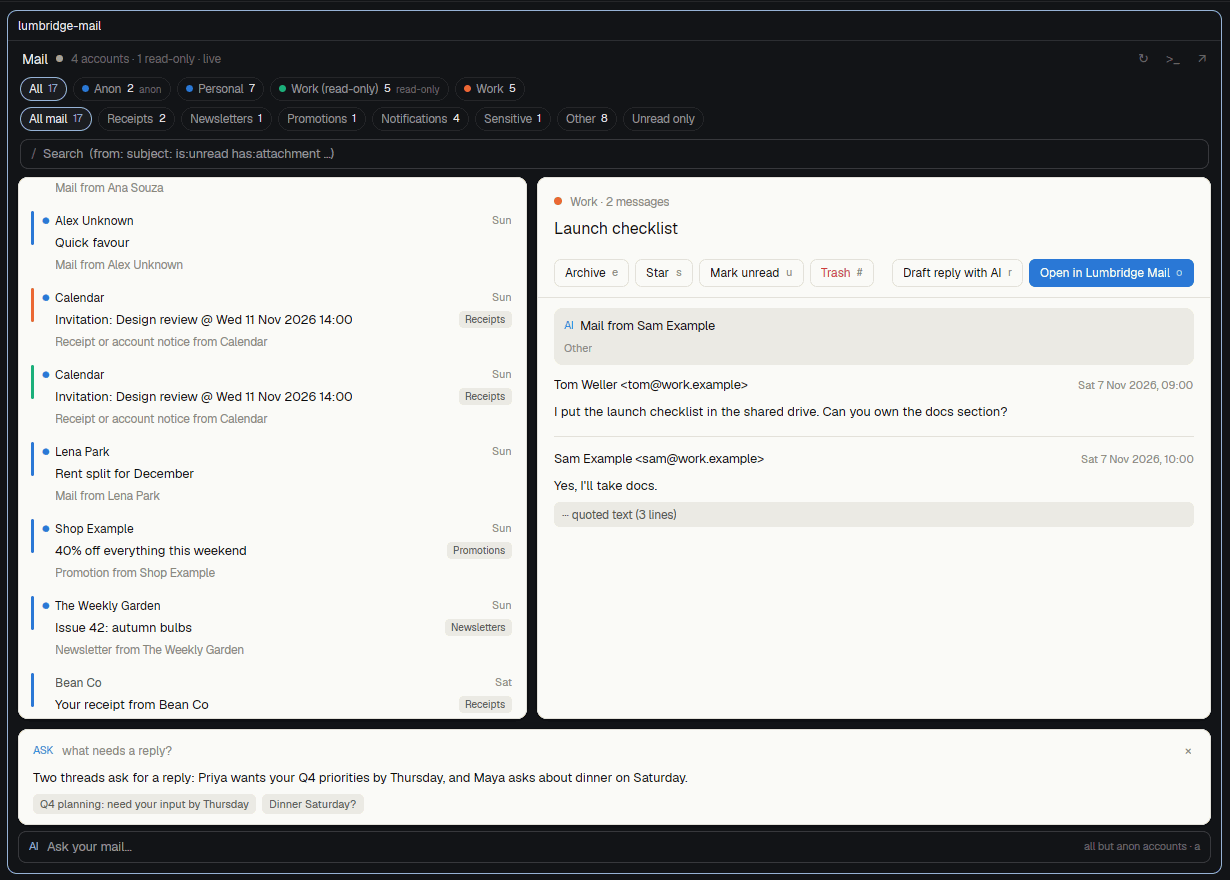 lumbridge-mail
Mail 4 accounts · 1 read-only · live ↻ >_ ↗
All 17 Anon 2 anon Personal 7 Work (read-only) 5 read-only Work 5
All mail 17 Receipts 2 Newsletters 1 Promotions 1 Notifications 4 Sensitive 1 Other 8 Unread only
/ Search (from: subject: is:unread has:attachment …)
Mail from Ana Souza
Alex Unknown Sun
Quick favour
Mail from Alex Unknown
Calendar Sun
Invitation: Design review @ Wed 11 Nov 2026 14:00 Receipts
Receipt or account notice from Calendar
Calendar Sun
Invitation: Design review @ Wed 11 Nov 2026 14:00 Receipts
Receipt or account notice from Calendar
Lena Park Sun
Rent split for December
Mail from Lena Park
Shop Example Sun
40% off everything this weekend Promotions
Promotion from Shop Example
The Weekly Garden Sun
Issue 42: autumn bulbs Newsletters
Newsletter from The Weekly Garden
Bean Co Sat
Your receipt from Bean Co Receipts
Work · 2 messages
Launch checklist
Archive e Star s Mark unread u Trash # Draft reply with AI r Open in Lumbridge Mail o
AI Mail from Sam Example
Other
Tom Weller <tom@work.example> Sat 7 Nov 2026, 09:00
I put the launch checklist in the shared drive. Can you own the docs section?
Sam Example <sam@work.example> Sat 7 Nov 2026, 10:00
Yes, I'll take docs.
··· quoted text (3 lines)
ASK what needs a reply? ×
Two threads ask for a reply: Priya wants your Q4 priorities by Thursday, and Maya asks about dinner on Saturday.
Q4 planning: need your input by Thursday Dinner Saturday?
AI Ask your mail… all but anon accounts · a